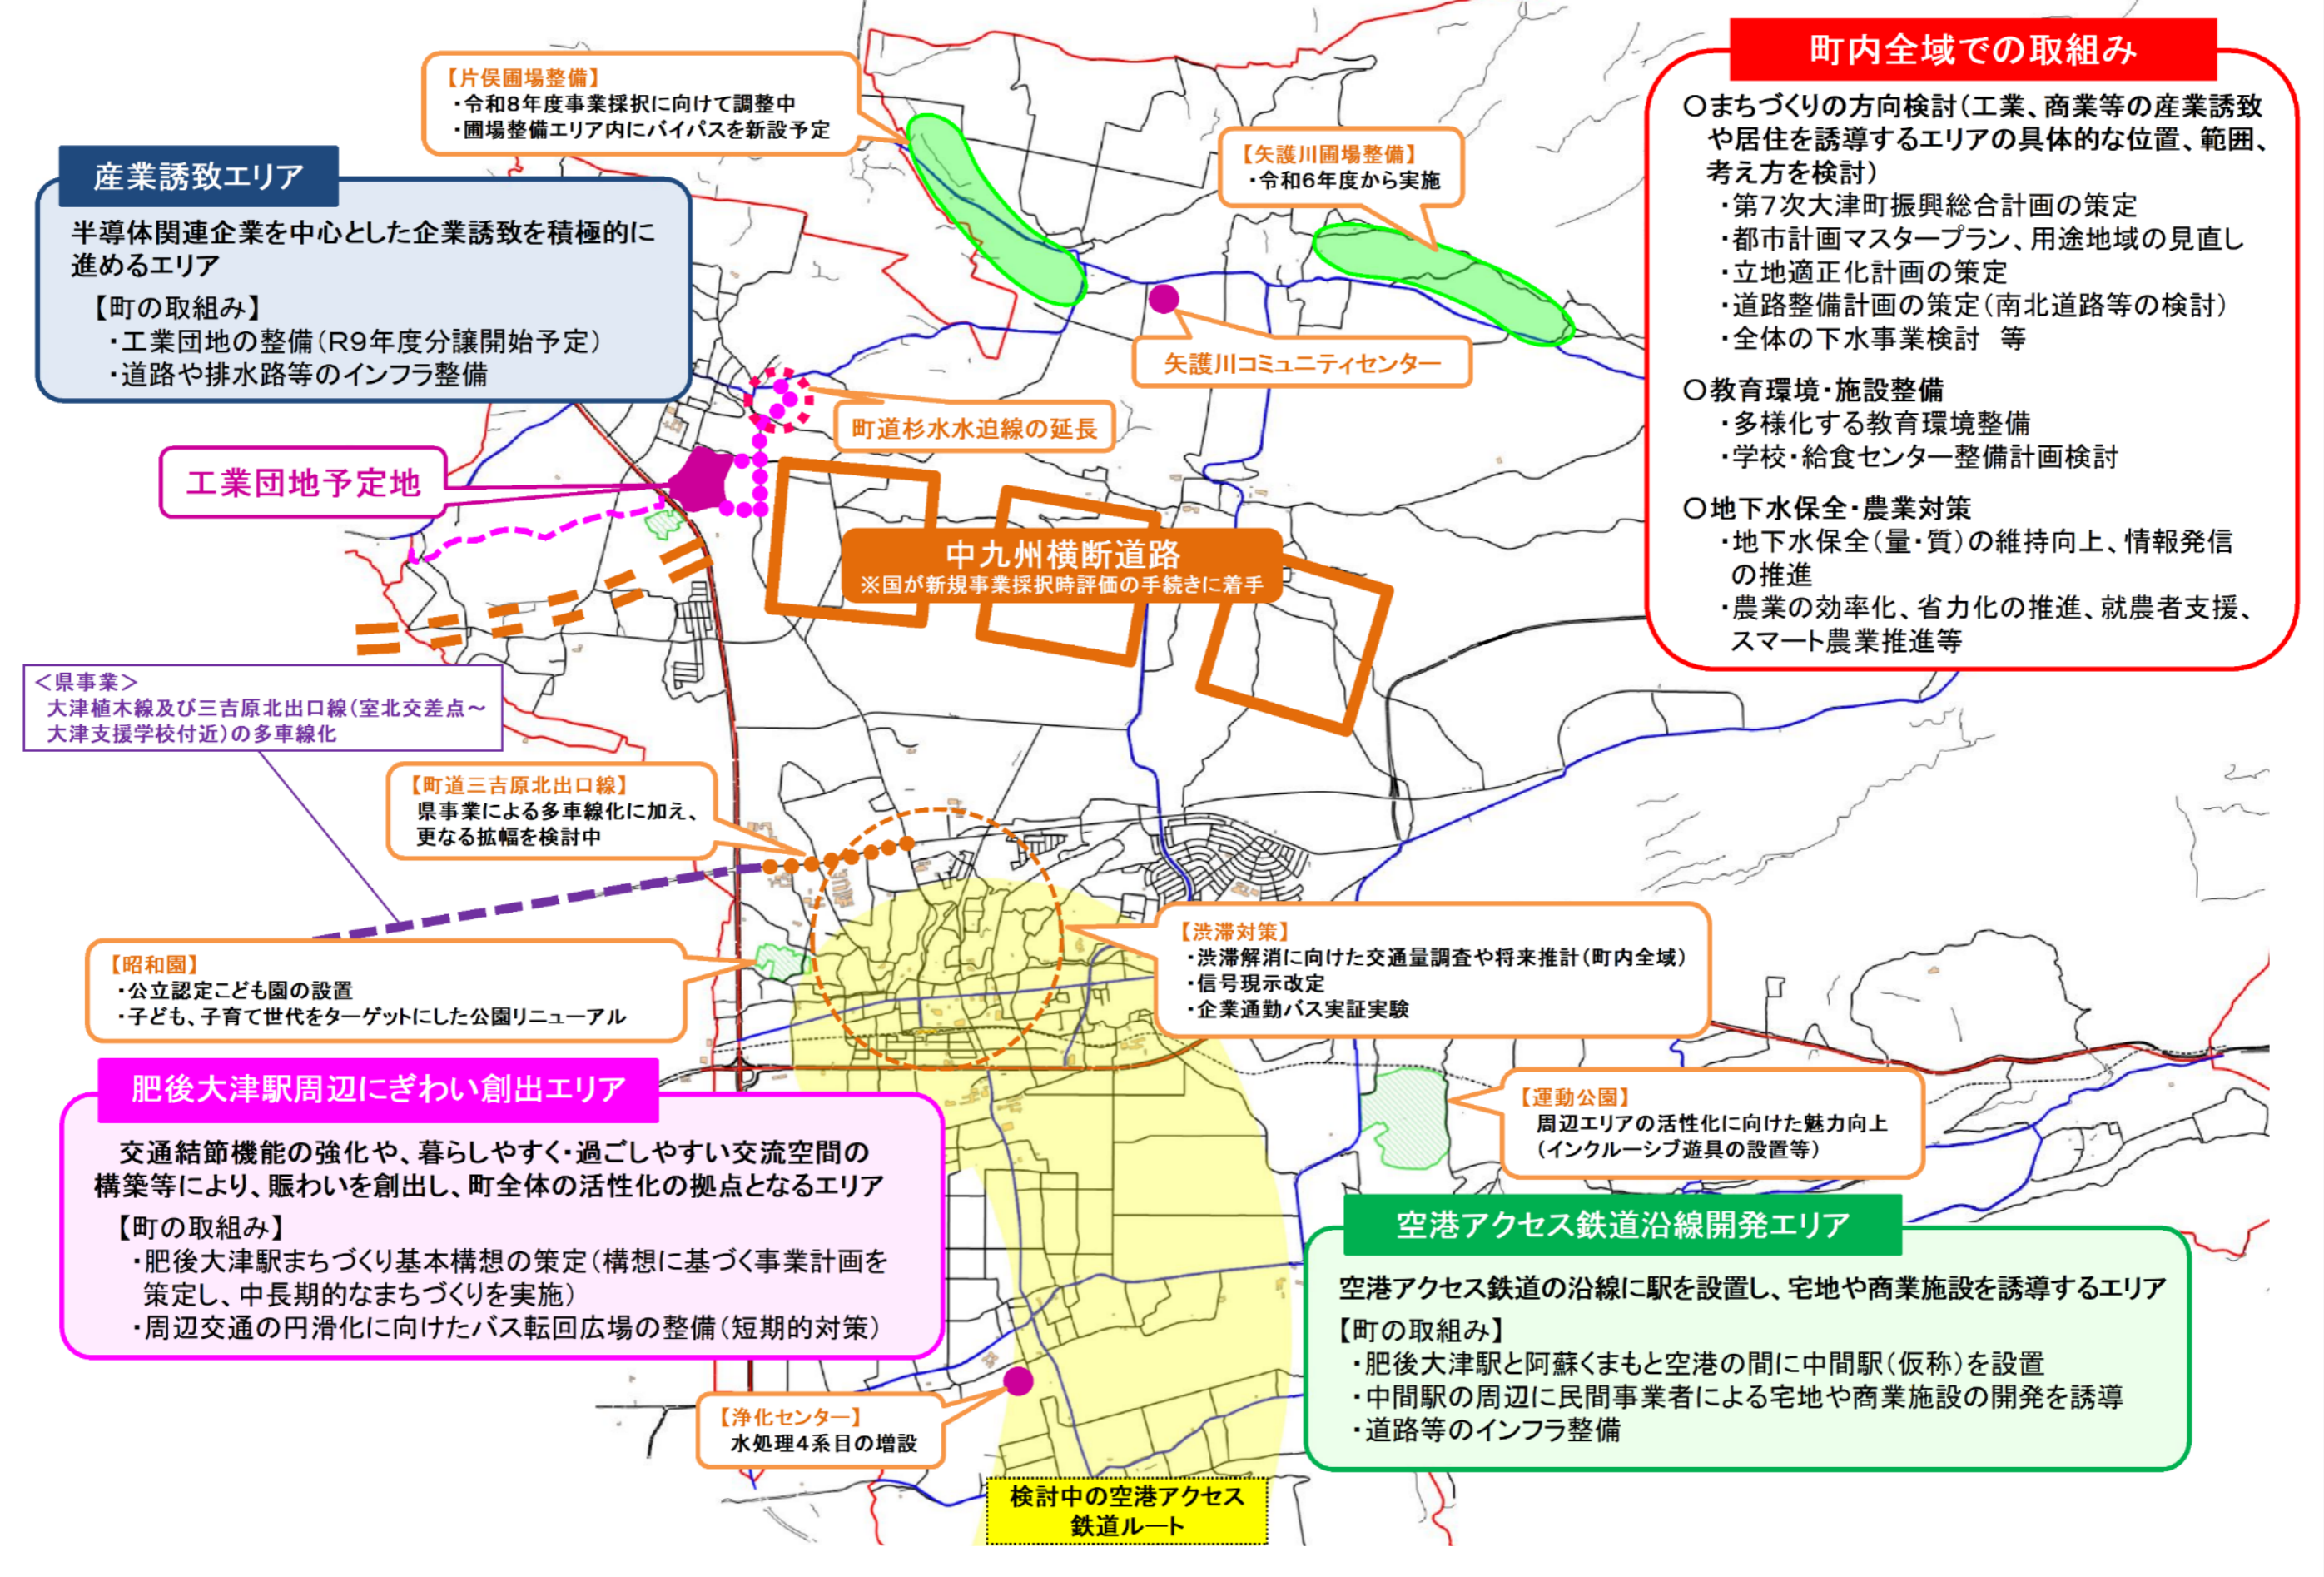 【片俣圃場整備】
・令和8年度事業採択に向けて調整中
・圃場整備エリア内にバイパスを新設予定
産業誘致エリア
半導体関連企業を中心とした企業誘致を積極的に
進めるエリア
【町の取組み】
・工業団地の整備(R9年度分譲開始予定)
・道路や排水路等のインフラ整備
【矢護川圃場整備】
・令和6年度から実施
矢護川コミュニティセンター
町道杉水水迫線の延長
工業団地予定地
中九州横断道路
※国が新規事業採択時評価の手続きに着手
町内全域での取組み
〇まちづくりの方向検討(工業、商業等の産業誘致
や居住を誘導するエリアの具体的な位置、範囲、
考え方を検討)
・第7次大津町振興総合計画の策定
・都市計画マスタープラン、用途地域の見直し
・立地適正化計画の策定
・道路整備計画の策定(南北道路等の検討)
・全体の下水事業検討 等
〇教育環境・施設整備
・多様化する教育環境整備
・学校・給食センター整備計画検討
〇地下水保全・農業対策
・地下水保全(量・質)の維持向上、情報発信
の推進
・農業の効率化、省力化の推進、就農者支援、
スマート農業推進等
<県事業>
大津植木線及び三吉原北出口線(室北交差点~
大津支援学校付近)の多車線化
【町道三吉原北出口線】
県事業による多車線化に加え、
更なる拡幅を検討中
【昭和園】
・公立認定こども園の設置
・子ども、子育て世代をターゲットにした公園リニューアル
【渋滞対策】
・渋滞解消に向けた交通量調査や将来推計(町内全域)
・信号現示改定
・企業通勤バス実証実験
肥後大津駅周辺にぎわい創出エリア
交通結節機能の強化や、暮らしやすく・過ごしやすい交流空間の
構築等により、賑わいを創出し、町全体の活性化の拠点となるエリア
【町の取組み】
・肥後大津駅まちづくり基本構想の策定(構想に基づく事業計画を
策定し、中長期的なまちづくりを実施)
・周辺交通の円滑化に向けたバス転回広場の整備(短期的対策)
【運動公園】
周辺エリアの活性化に向けた魅力向上
(インクルーシブ遊具の設置等)
空港アクセス鉄道沿線開発エリア
空港アクセス鉄道の沿線に駅を設置し、宅地や商業施設を誘導するエリア
【町の取組み】
・肥後大津駅と阿蘇くまもと空港の間に中間駅(仮称)を設置
・中間駅の周辺に民間事業者による宅地や商業施設の開発を誘導
・道路等のインフラ整備
【浄化センター】
水処理4系目の増設
検討中の空港アクセス
鉄道ルート